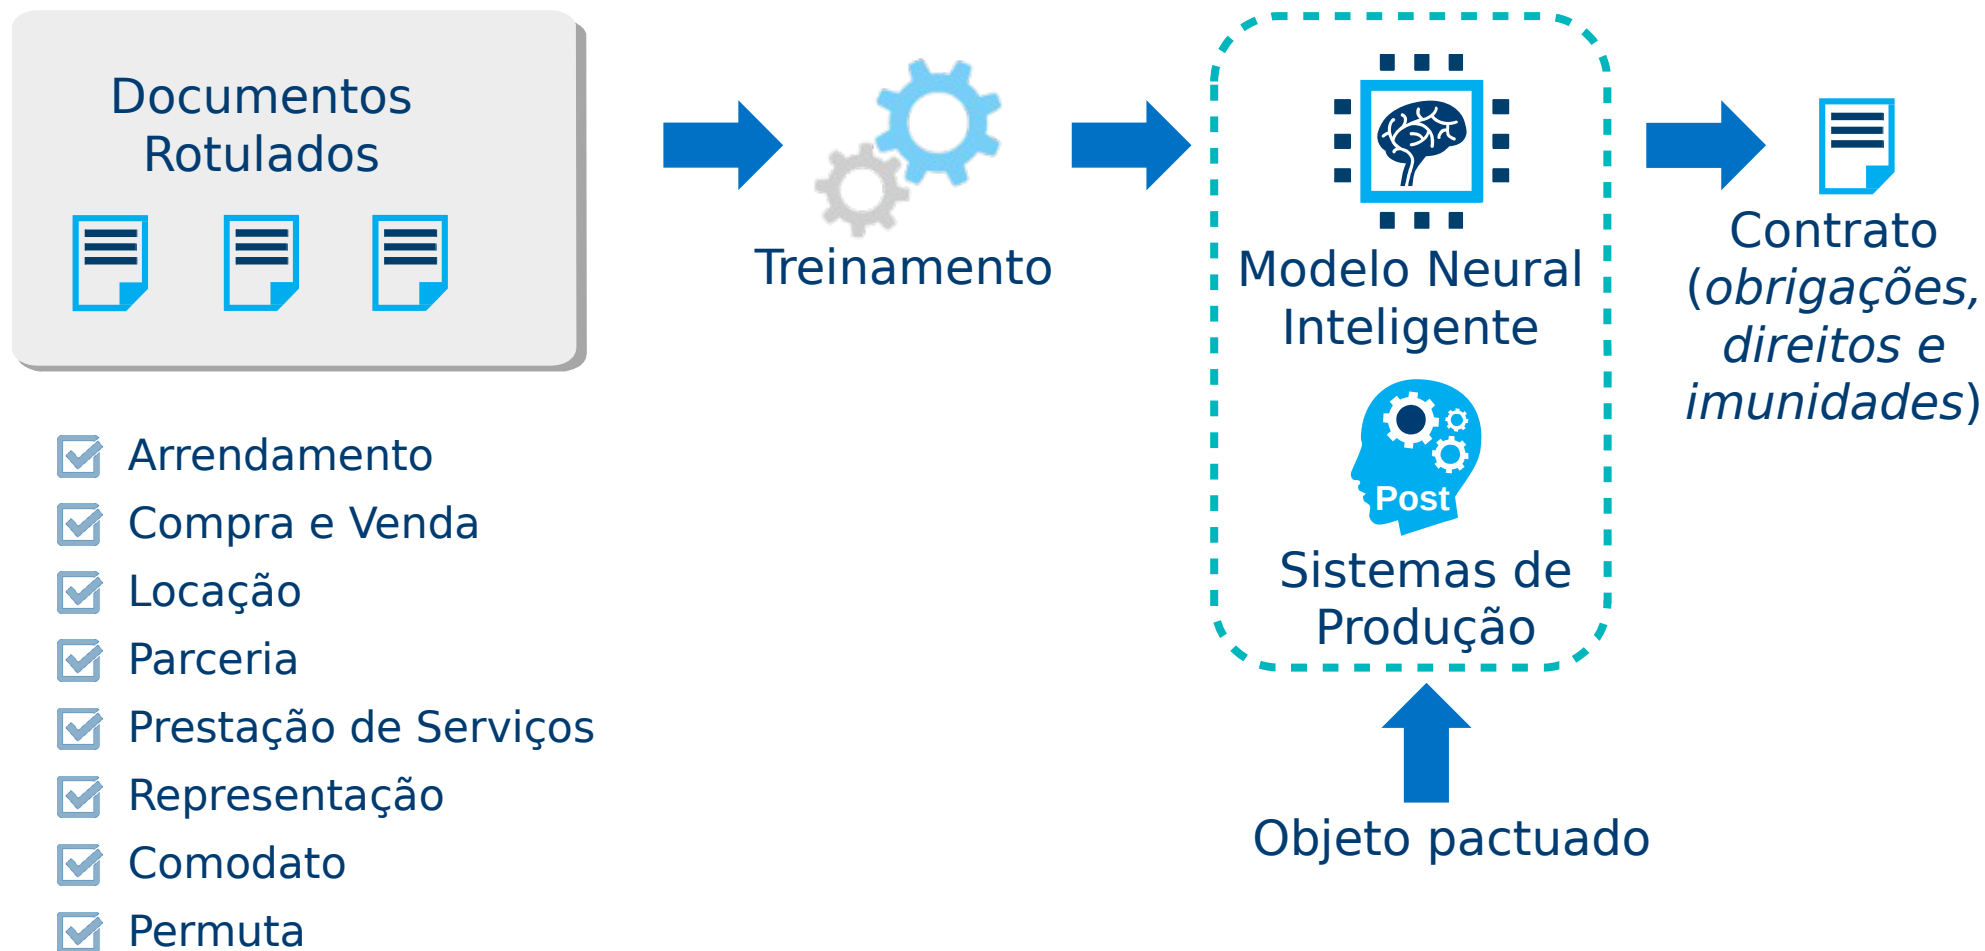 Documentos
Rotulados
Arrendamento
Compra e Venda
Locação
Parceria
Prestação de Serviços
Representação
Comodato
Permuta
Treinamento
Modelo Neural
Inteligente
Post
Sistemas de
Produção
Objeto pactuado
Contrato
(obrigações,
direitos e
imunidades)